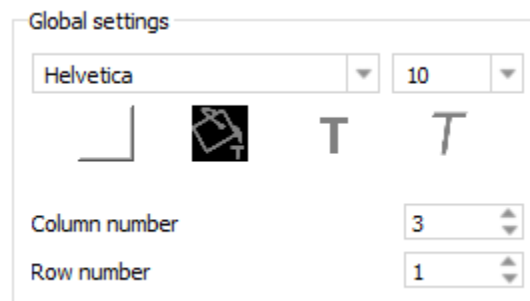 Global settings
Helvetica 10
T T T
Column number 3
Row number 1